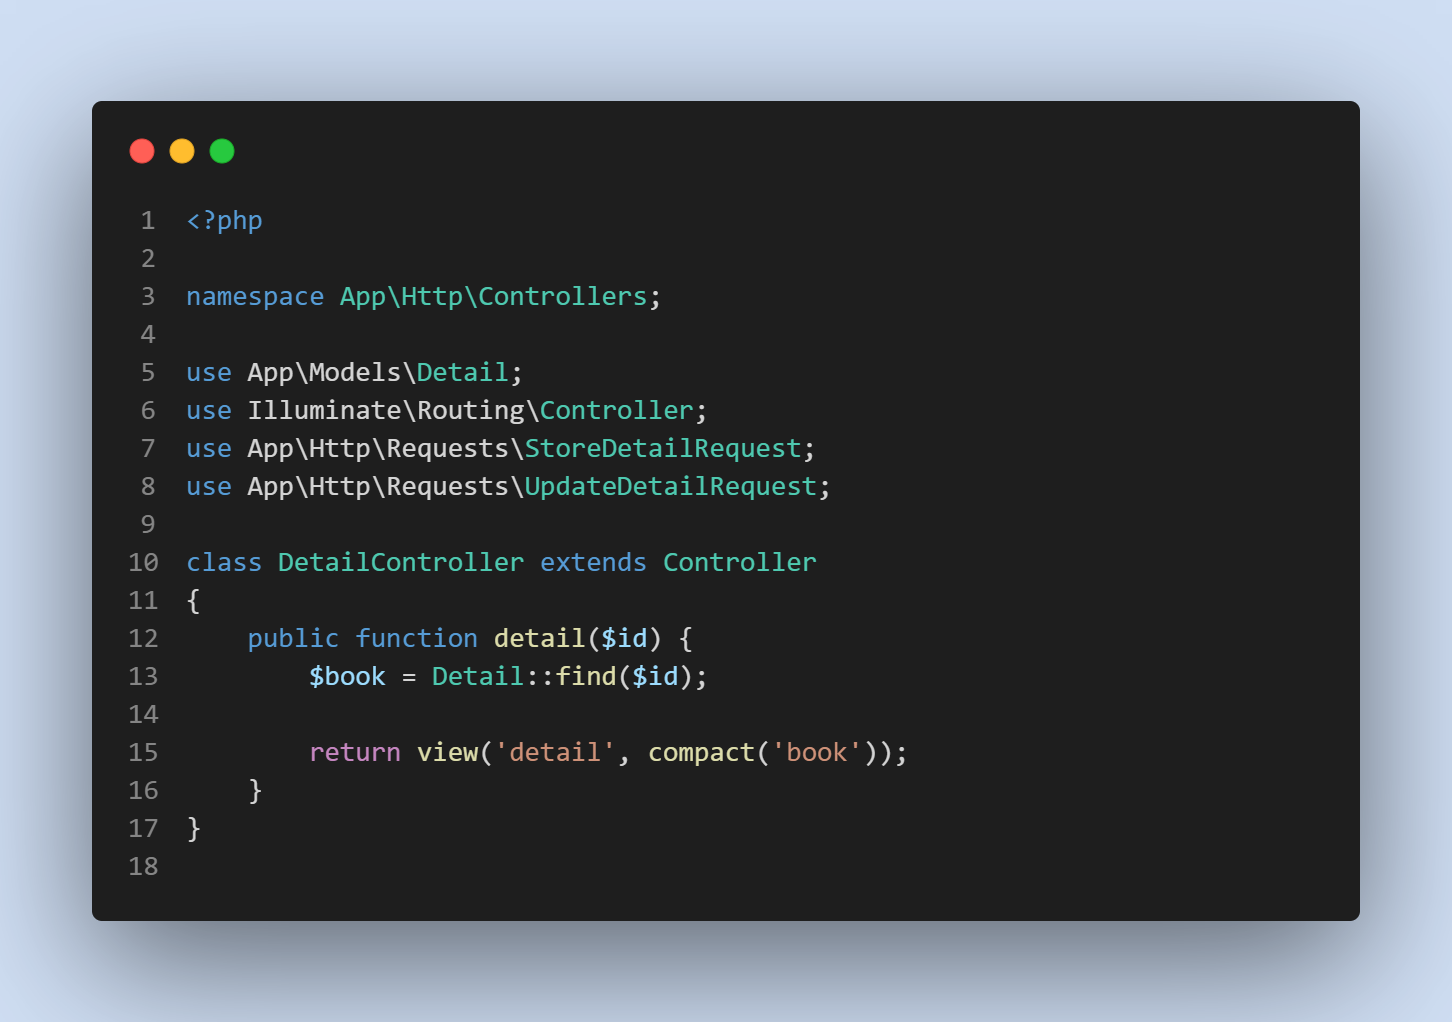 1 <?php
2
3 namespace App\Http\Controllers;
4
5 use App\Models\Detail;
6 use Illuminate\Routing\Controller;
7 use App\Http\Requests\StoreDetailRequest;
8 use App\Http\Requests\UpdateDetailRequest;
9
10 class DetailController extends Controller
11 {
12     public function detail($id) {
13         $book = Detail::find($id);
14
15         return view('detail', compact('book'));
16     }
17 }
18